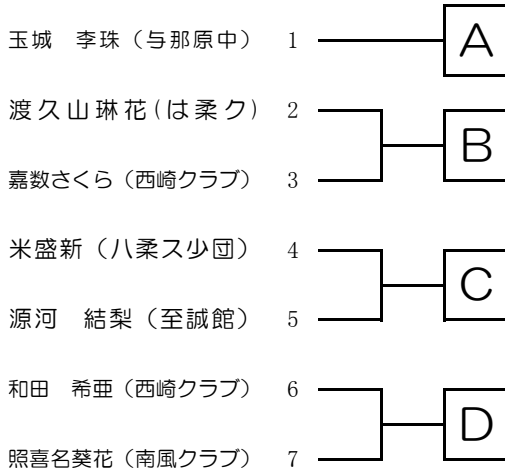 玉城　李珠（与那原中） 1 A
渡久山琳花(は柔ク) 2
B
嘉数さくら（西崎クラブ） 3
米盛新（八柔スポ少団） 4
C
源河　結梨（至誠館） 5
和田　希亜（西崎クラブ） 6
D
照喜名葵花（南風クラブ） 7